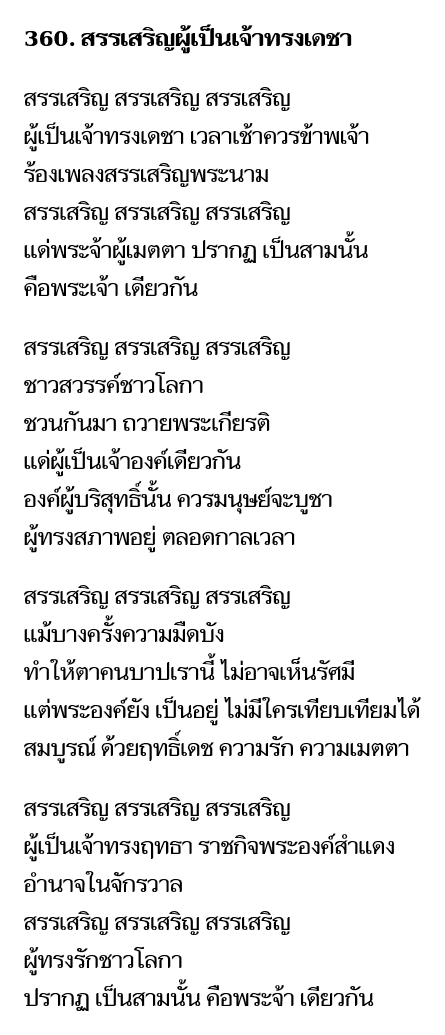 360. สรรเสริญผู้เป็นเจ้าทรงเดชา
สรรเสริญ สรรเสริญ สรรเสริญ
ผู้เป็นเจ้าทรงเดชา เวลาเช้าควรข้าพเจ้า
ร้องเพลงสรรเสริญพระนาม
สรรเสริญ สรรเสริญ สรรเสริญ
แด่พระจ้าผู้เมตตา ปรากฏ เป็นสามนั้น
คือพระเจ้า เดียวกัน
สรรเสริญ สรรเสริญ สรรเสริญ
ชาวสวรรค์ชาวโลกา
ชวนกันมา ถวายพระเกียรติ
แด่ผู้เป็นเจ้าองค์เดียวกัน
องค์ผู้บริสุทธิ์นั้น ควรมนุษย์จะบูชา
ผู้ทรงสภาพอยู่ ตลอดกาลเวลา
สรรเสริญ สรรเสริญ สรรเสริญ
แม้บางครั้งความมืดบัง
ทำให้ตาคนบาปเรานี้ ไม่อาจเห็นรัศมี
แต่พระองค์ยัง เป็นอยู่ ไม่มีใครเทียบเทียมได้
สมบูรณ์ ด้วยฤทธิ์เดช ความรัก ความเมตตา
สรรเสริญ สรรเสริญ สรรเสริญ
ผู้เป็นเจ้าทรงฤทธา ราชกิจพระองค์สำแดง
อำนาจในจักรวาล
สรรเสริญ สรรเสริญ สรรเสริญ
ผู้ทรงรักชาวโลกา
ปรากฏ เป็นสามนั้น คือพระจ้า เดียวกัน